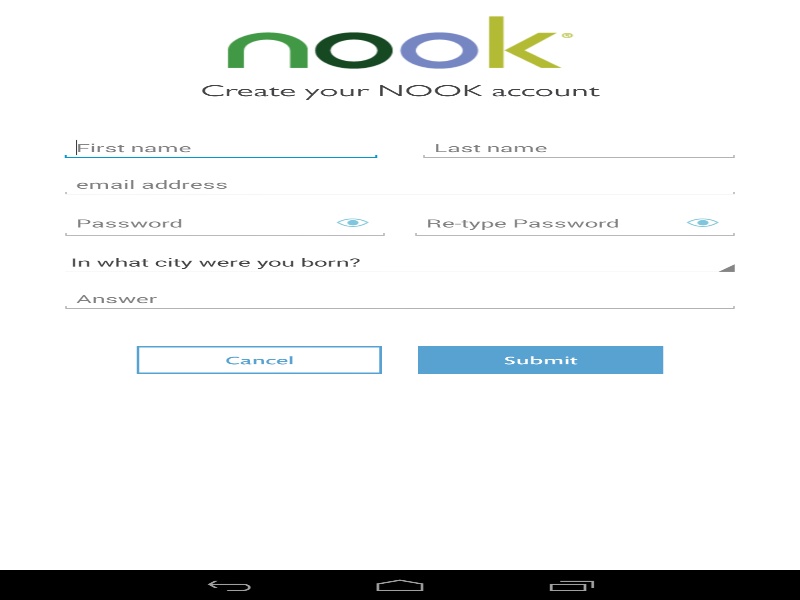 nook®
Create your NOOK account
First name Last name
email address
Password Re-type Password
In what city were you born?
Answer
Cancel Submit